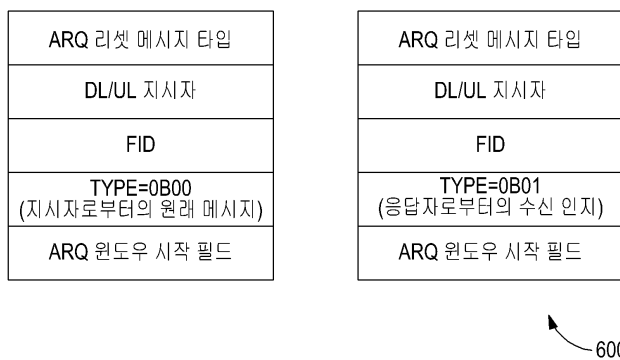 ARQ 리셋 메시지 타입
DL/UL 지시자
FID
TYPE=0B00
(지시자로부터의 원래 메시지)
ARQ 윈도우 시작 필드
ARQ 리셋 메시지 타입
DL/UL 지시자
FID
TYPE=0B01
(응답자로부터의 수신 인지)
ARQ 윈도우 시작 필드
600